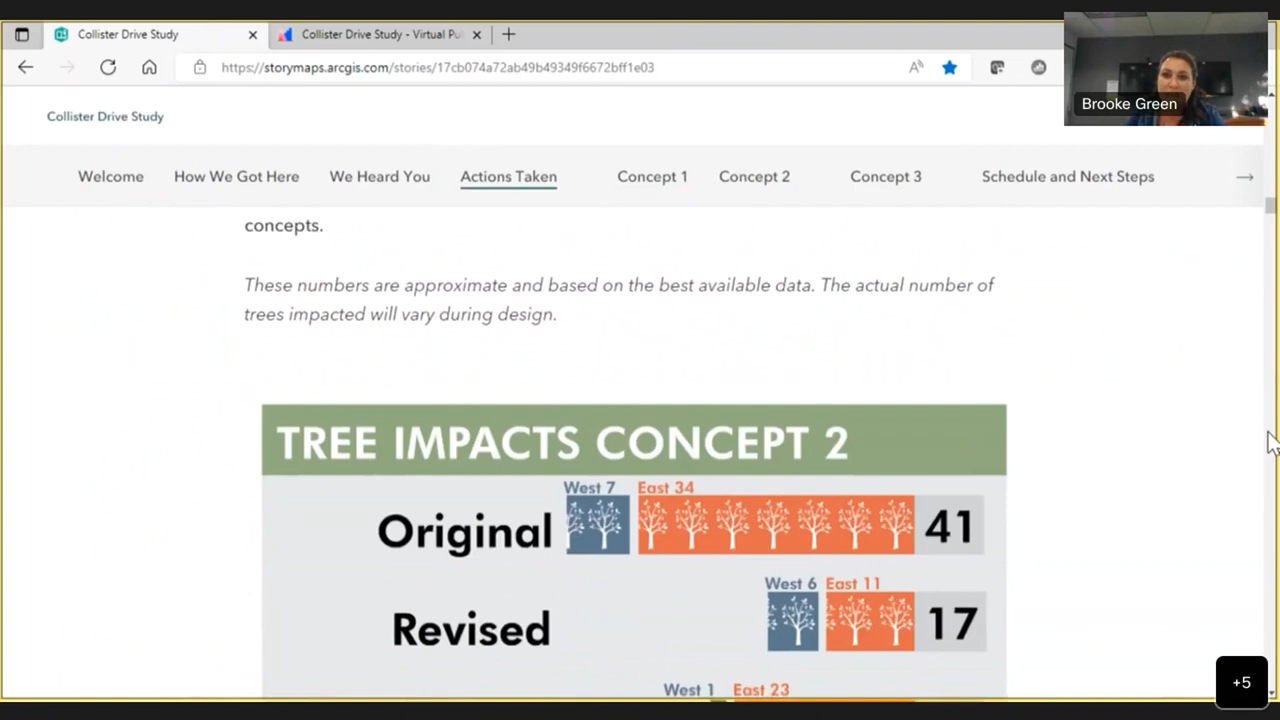 Collister Drive Study
Collister Drive Study - Virtual Pu
https://storymaps.arcgis.com/stories/17cb074a72ab49b49349f6672bff1e03
Brooke Green
Collister Drive Study
Welcome
How We Got Here
We Heard You
Actions Taken
Concept 1
Concept 2
Concept 3
Schedule and Next Steps
concepts.
These numbers are approximate and based on the best available data. The actual number of
trees impacted will vary during design.
TREE IMPACTS CONCEPT 2
West 7 East 34
Original 41
West 6 East 11
Revised 17
West 1 East 23
+5